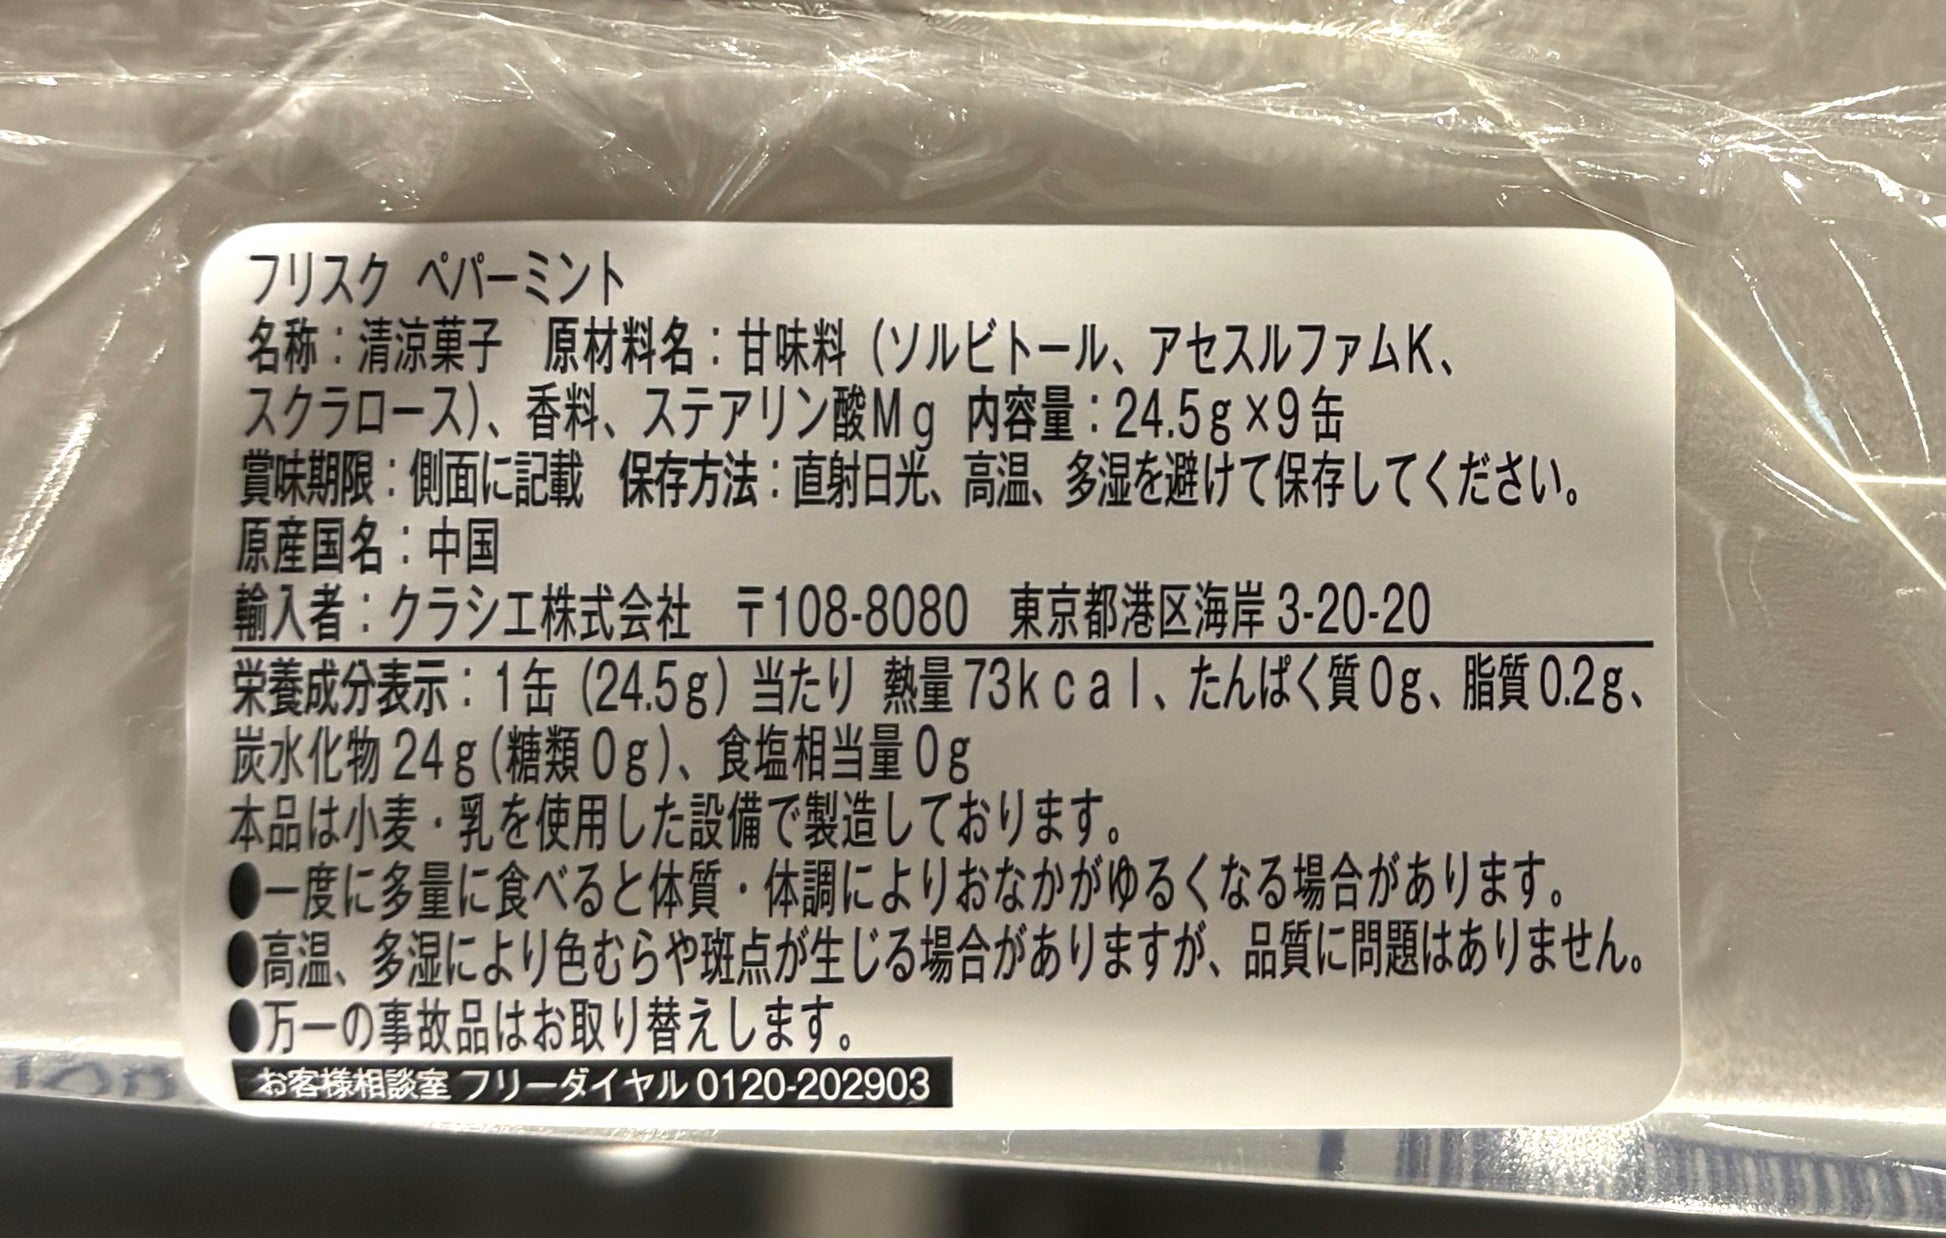 フリスク ペパーミント
名称：清涼菓子　原材料名：甘味料（ソルビトール、アセスルファムK、
スクラロース）、香料、ステアリン酸Mg 内容量：24.5g×9缶
賞味期限：側面に記載　保存方法：直射日光、高温、多湿を避けて保存してください。
原産国名：中国
輸入者：クラシエ株式会社　〒108-8080　東京都港区海岸3-20-20
栄養成分表示：1缶（24.5g）当たり 熱量73kcal、たんぱく質0g、脂質0.2g、
炭水化物24g(糖類0g)、食塩相当量0g
本品は小麦・乳を使用した設備で製造しております。
●一度に多量に食べると体質・体調によりおなかがゆるくなる場合があります。
●高温、多湿により色むらや斑点が生じる場合がありますが、品質に問題はありません。
●万一の事故品はお取り替えします。
お客様相談室 フリーダイヤル0120-202903